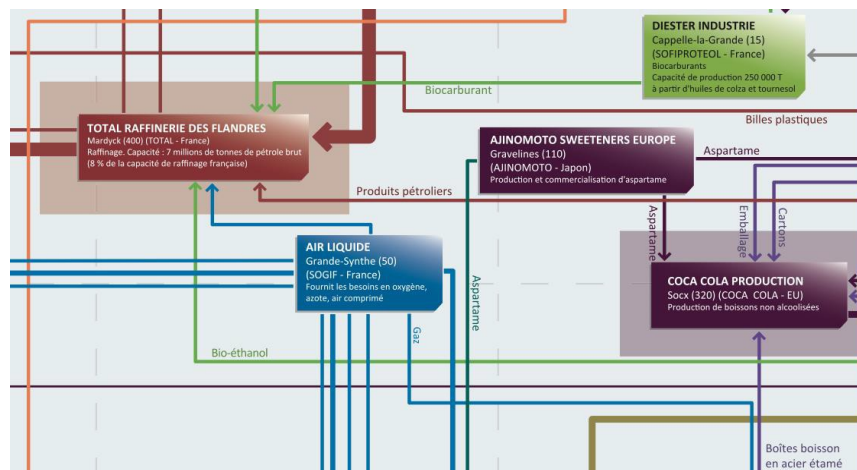 DIESTER INDUSTRIE
Cappelle-la-Grande (15)
(SOFIPROTEOL - France)
Biocarburants
Capacité de production 250 000 T
à partir d'huiles de colza et tournesol
Biocarburant
Billes plastiques
TOTAL RAFFINERIE DES FLANDRES
Mardyck (400) (TOTAL - France)
Raffinage. Capacité : 7 millions de tonnes de pétrole brut
(8 % de la capacité de raffinage française)
AJINOMOTO SWEETENERS EUROPE
Gravelines (110)
(AJINOMOTO - Japon)
Production et commercialisation d'aspartame
Aspartame
Produits pétroliers
Aspartame
Emballage
Cartons
AIR LIQUIDE
Grande-Synthe (50)
(SOGIF - France)
Fournit les besoins en oxygène,
azote, air comprimé
Aspartame
COCA COLA PRODUCTION
Socx (320) (COCA COLA - EU)
Production de boissons non alcoolisées
Gaz
Bio-éthanol
Boîtes boisson
en acier étamé